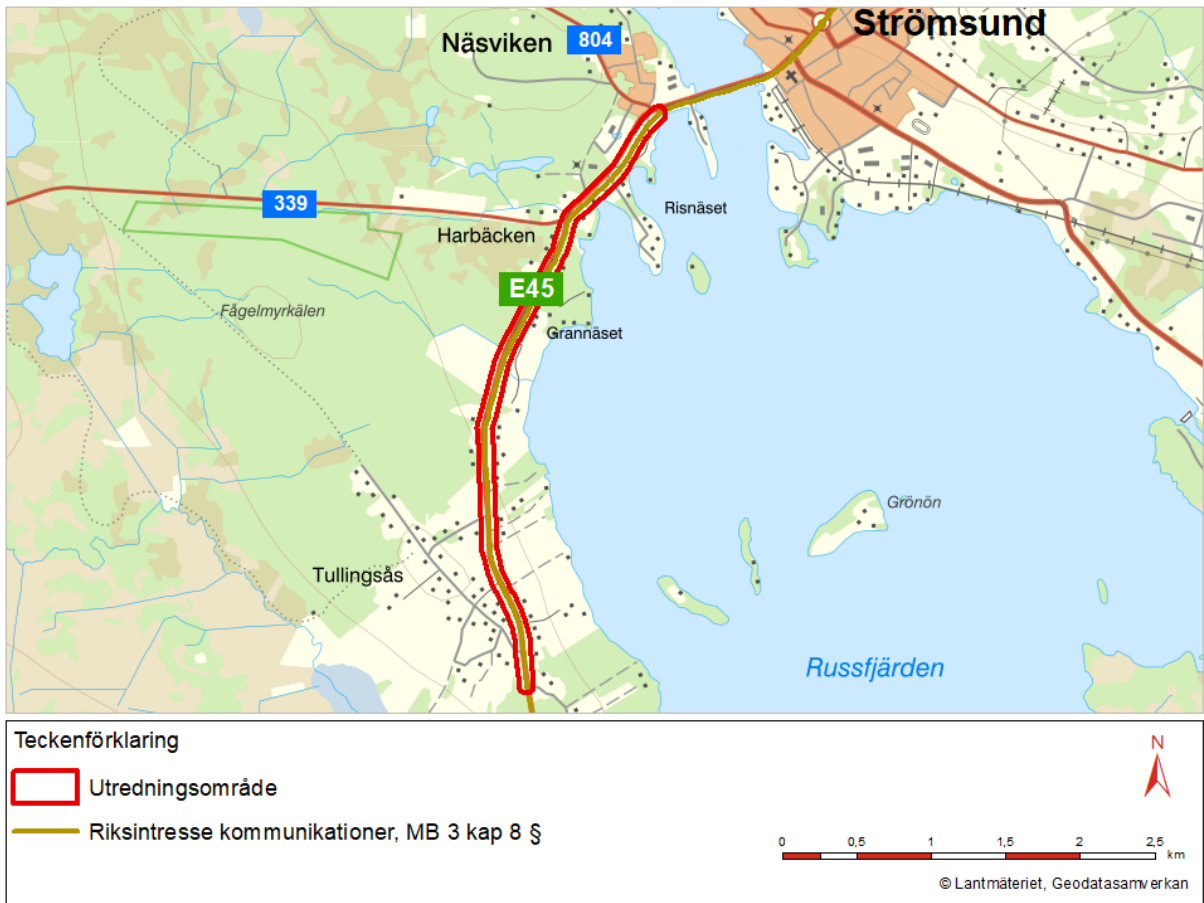 Strömsund
Näsviken
804
Risnäset
339
Harbäcken
E45
Fågelmyrkälen
Grannäset
Grönön
Tullingsås
Russfjärden
Teckenförklaring
Utredningsområde
Riksintresse kommunikationer, MB 3 kap 8 §
N
0 0,5 1 1,5 2 2,5
km
© Lantmäteriet, Geodatasamverkan